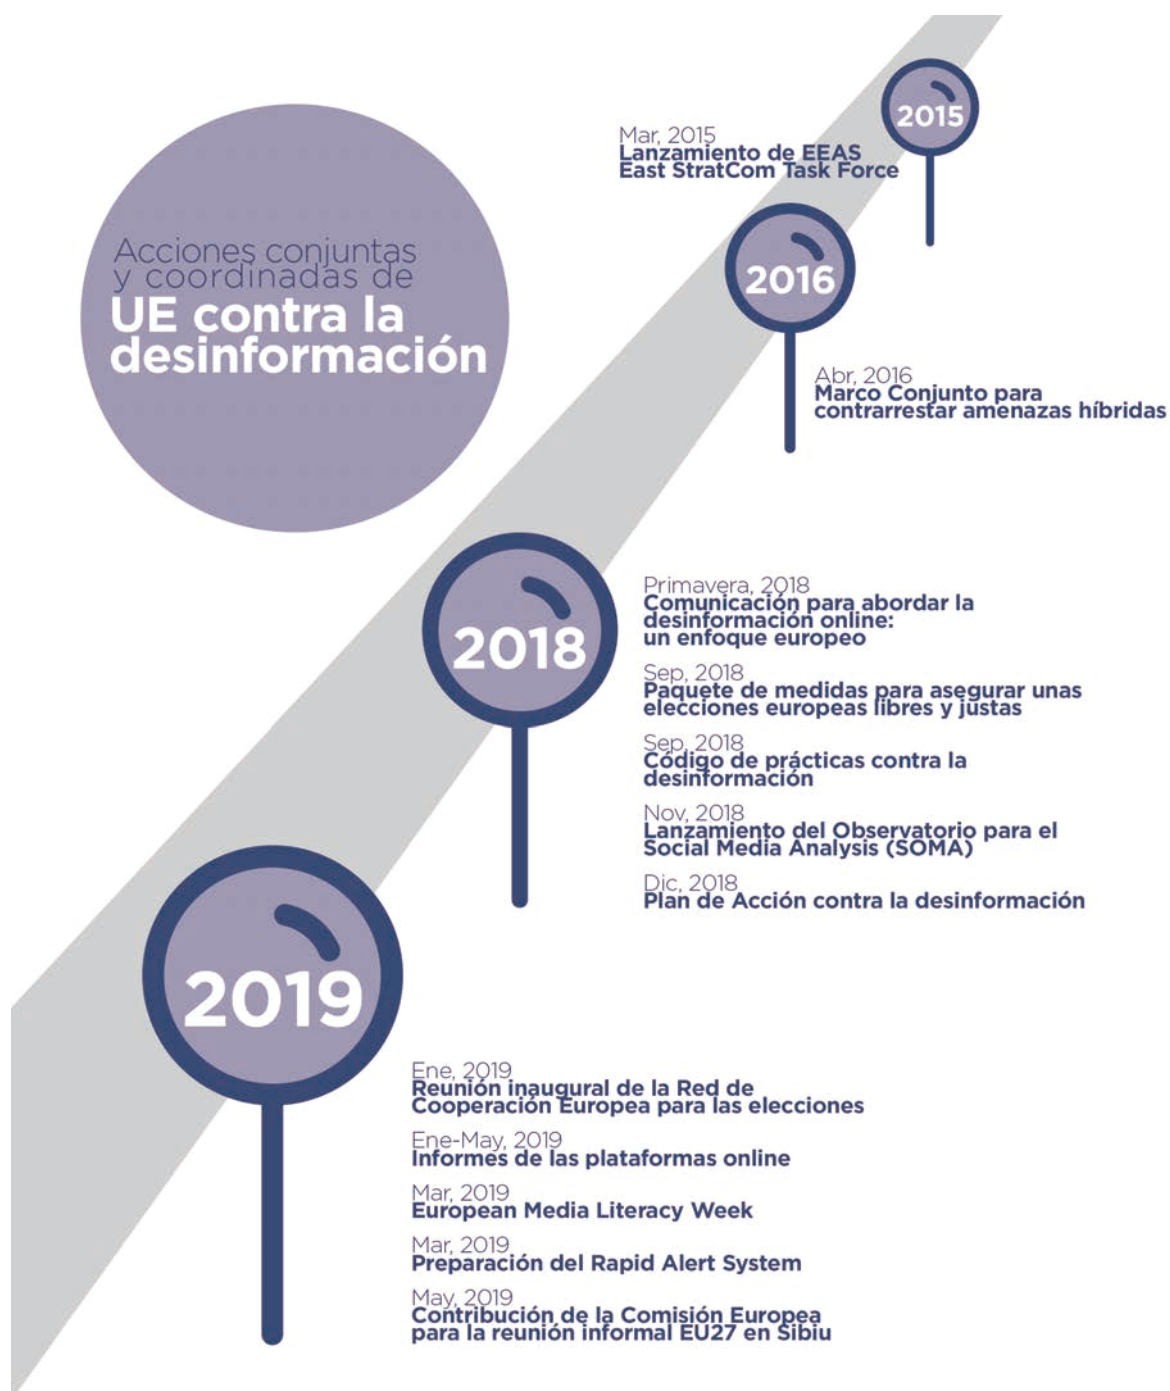 Acciones conjuntas
y coordinadas de
UE contra la
desinformación
2015
Mar, 2015
Lanzamiento de EEAS
East StratCom Task Force
2016
Abr, 2016
Marco Conjunto para
contrarrestar amenazas híbridas
2018
Primavera, 2018
Comunicación para abordar la
desinformación online:
un enfoque europeo
Sep, 2018
Paquete de medidas para asegurar unas
elecciones europeas libres y justas
Sep, 2018
Código de prácticas contra la
desinformación
Nov, 2018
Lanzamiento del Observatorio para el
Social Media Analysis (SOMA)
Dic, 2018
Plan de Acción contra la desinformación
2019
Ene, 2019
Reunión inaugural de la Red de
Cooperación Europea para las elecciones
Ene-May, 2019
Informes de las plataformas online
Mar, 2019
European Media Literacy Week
Mar, 2019
Preparación del Rapid Alert System
May, 2019
Contribución de la Comisión Europea
para la reunión informal EU27 en Sibiu